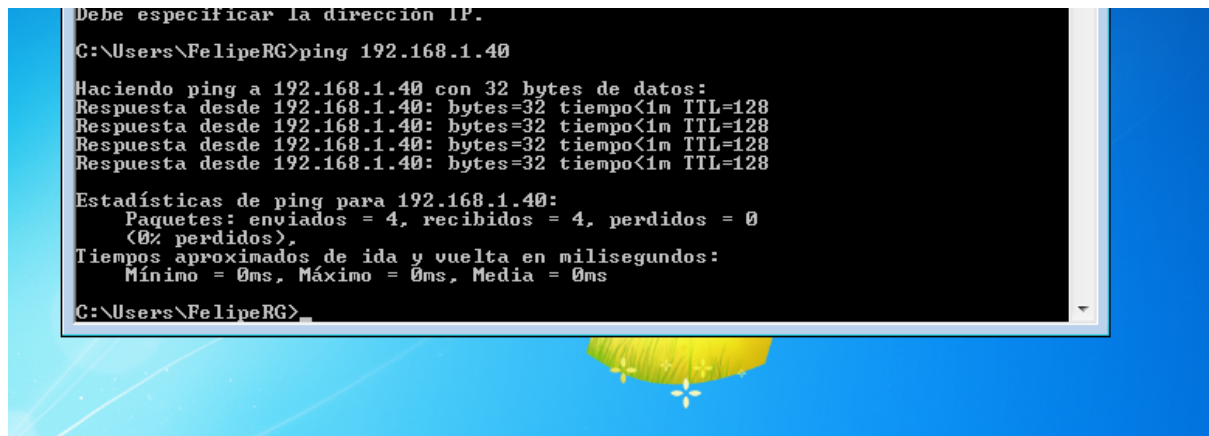 Debe especificar la dirección IP.
C:\Users\FelipeRG>ping 192.168.1.40
Haciendo ping a 192.168.1.40 con 32 bytes de datos:
Respuesta desde 192.168.1.40: bytes=32 tiempo<1m TTL=128
Respuesta desde 192.168.1.40: bytes=32 tiempo<1m TTL=128
Respuesta desde 192.168.1.40: bytes=32 tiempo<1m TTL=128
Respuesta desde 192.168.1.40: bytes=32 tiempo<1m TTL=128
Estadísticas de ping para 192.168.1.40:
Paquetes: enviados = 4, recibidos = 4, perdidos = 0
(0% perdidos),
Tiempos aproximados de ida y vuelta en milisegundos:
Mínimo = 0ms, Máximo = 0ms, Media = 0ms
C:\Users\FelipeRG>_